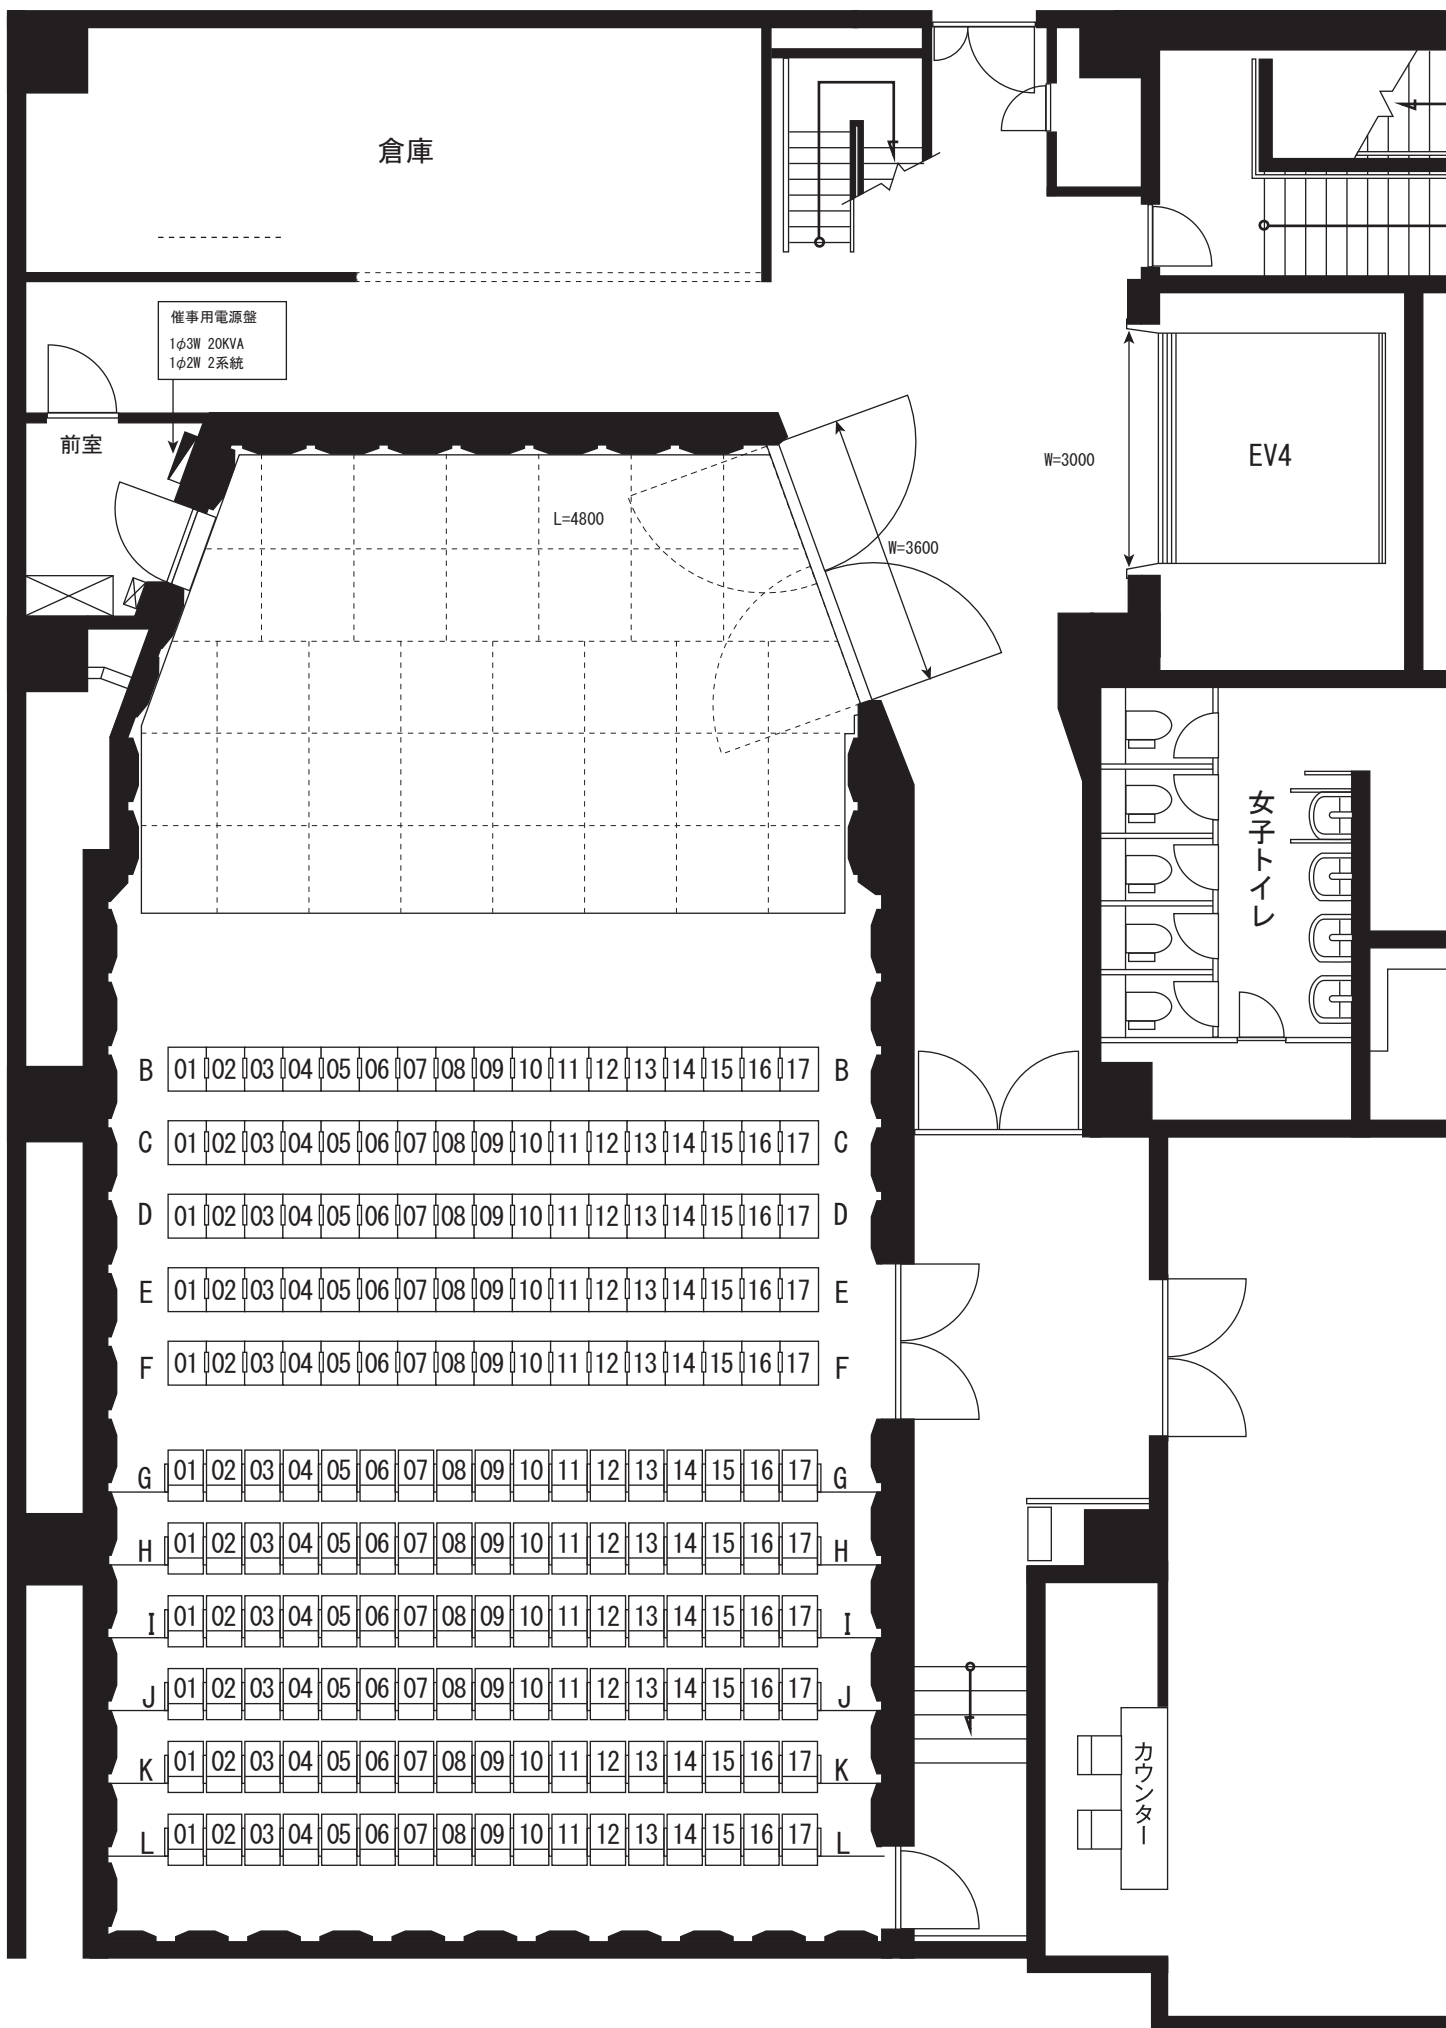 倉庫
催事用電源盤
1φ3W 20KVA
1φ2W 2系統
前室
L=4800
W=3600
W=3000
EV4
女子トイレ
B 01 02 03 04 05 06 07 08 09 10 11 12 13 14 15 16 17 B
C 01 02 03 04 05 06 07 08 09 10 11 12 13 14 15 16 17 C
D 01 02 03 04 05 06 07 08 09 10 11 12 13 14 15 16 17 D
E 01 02 03 04 05 06 07 08 09 10 11 12 13 14 15 16 17 E
F 01 02 03 04 05 06 07 08 09 10 11 12 13 14 15 16 17 F
G 01 02 03 04 05 06 07 08 09 10 11 12 13 14 15 16 17 G
H 01 02 03 04 05 06 07 08 09 10 11 12 13 14 15 16 17 H
I 01 02 03 04 05 06 07 08 09 10 11 12 13 14 15 16 17 I
J 01 02 03 04 05 06 07 08 09 10 11 12 13 14 15 16 17 J
K 01 02 03 04 05 06 07 08 09 10 11 12 13 14 15 16 17 K
L 01 02 03 04 05 06 07 08 09 10 11 12 13 14 15 16 17 L
カウンター